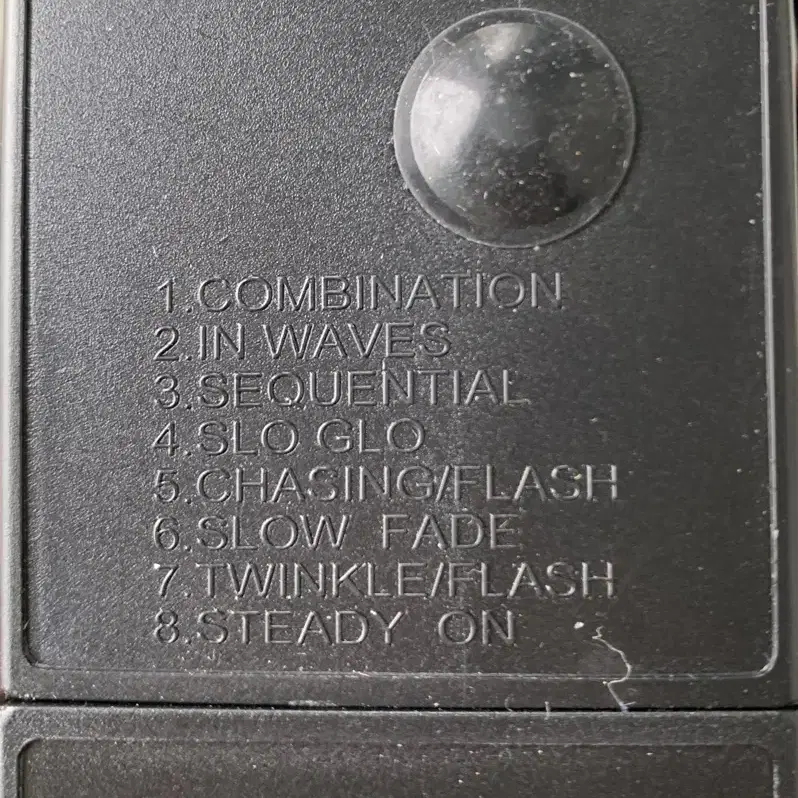 1.COMBINATION
2.IN WAVES
3.SEQUENTIAL
4.SLO GLO
5.CHASING/FLASH
6.SLOW FADE
7.TWINKLE/FLASH
8.STEADY ON